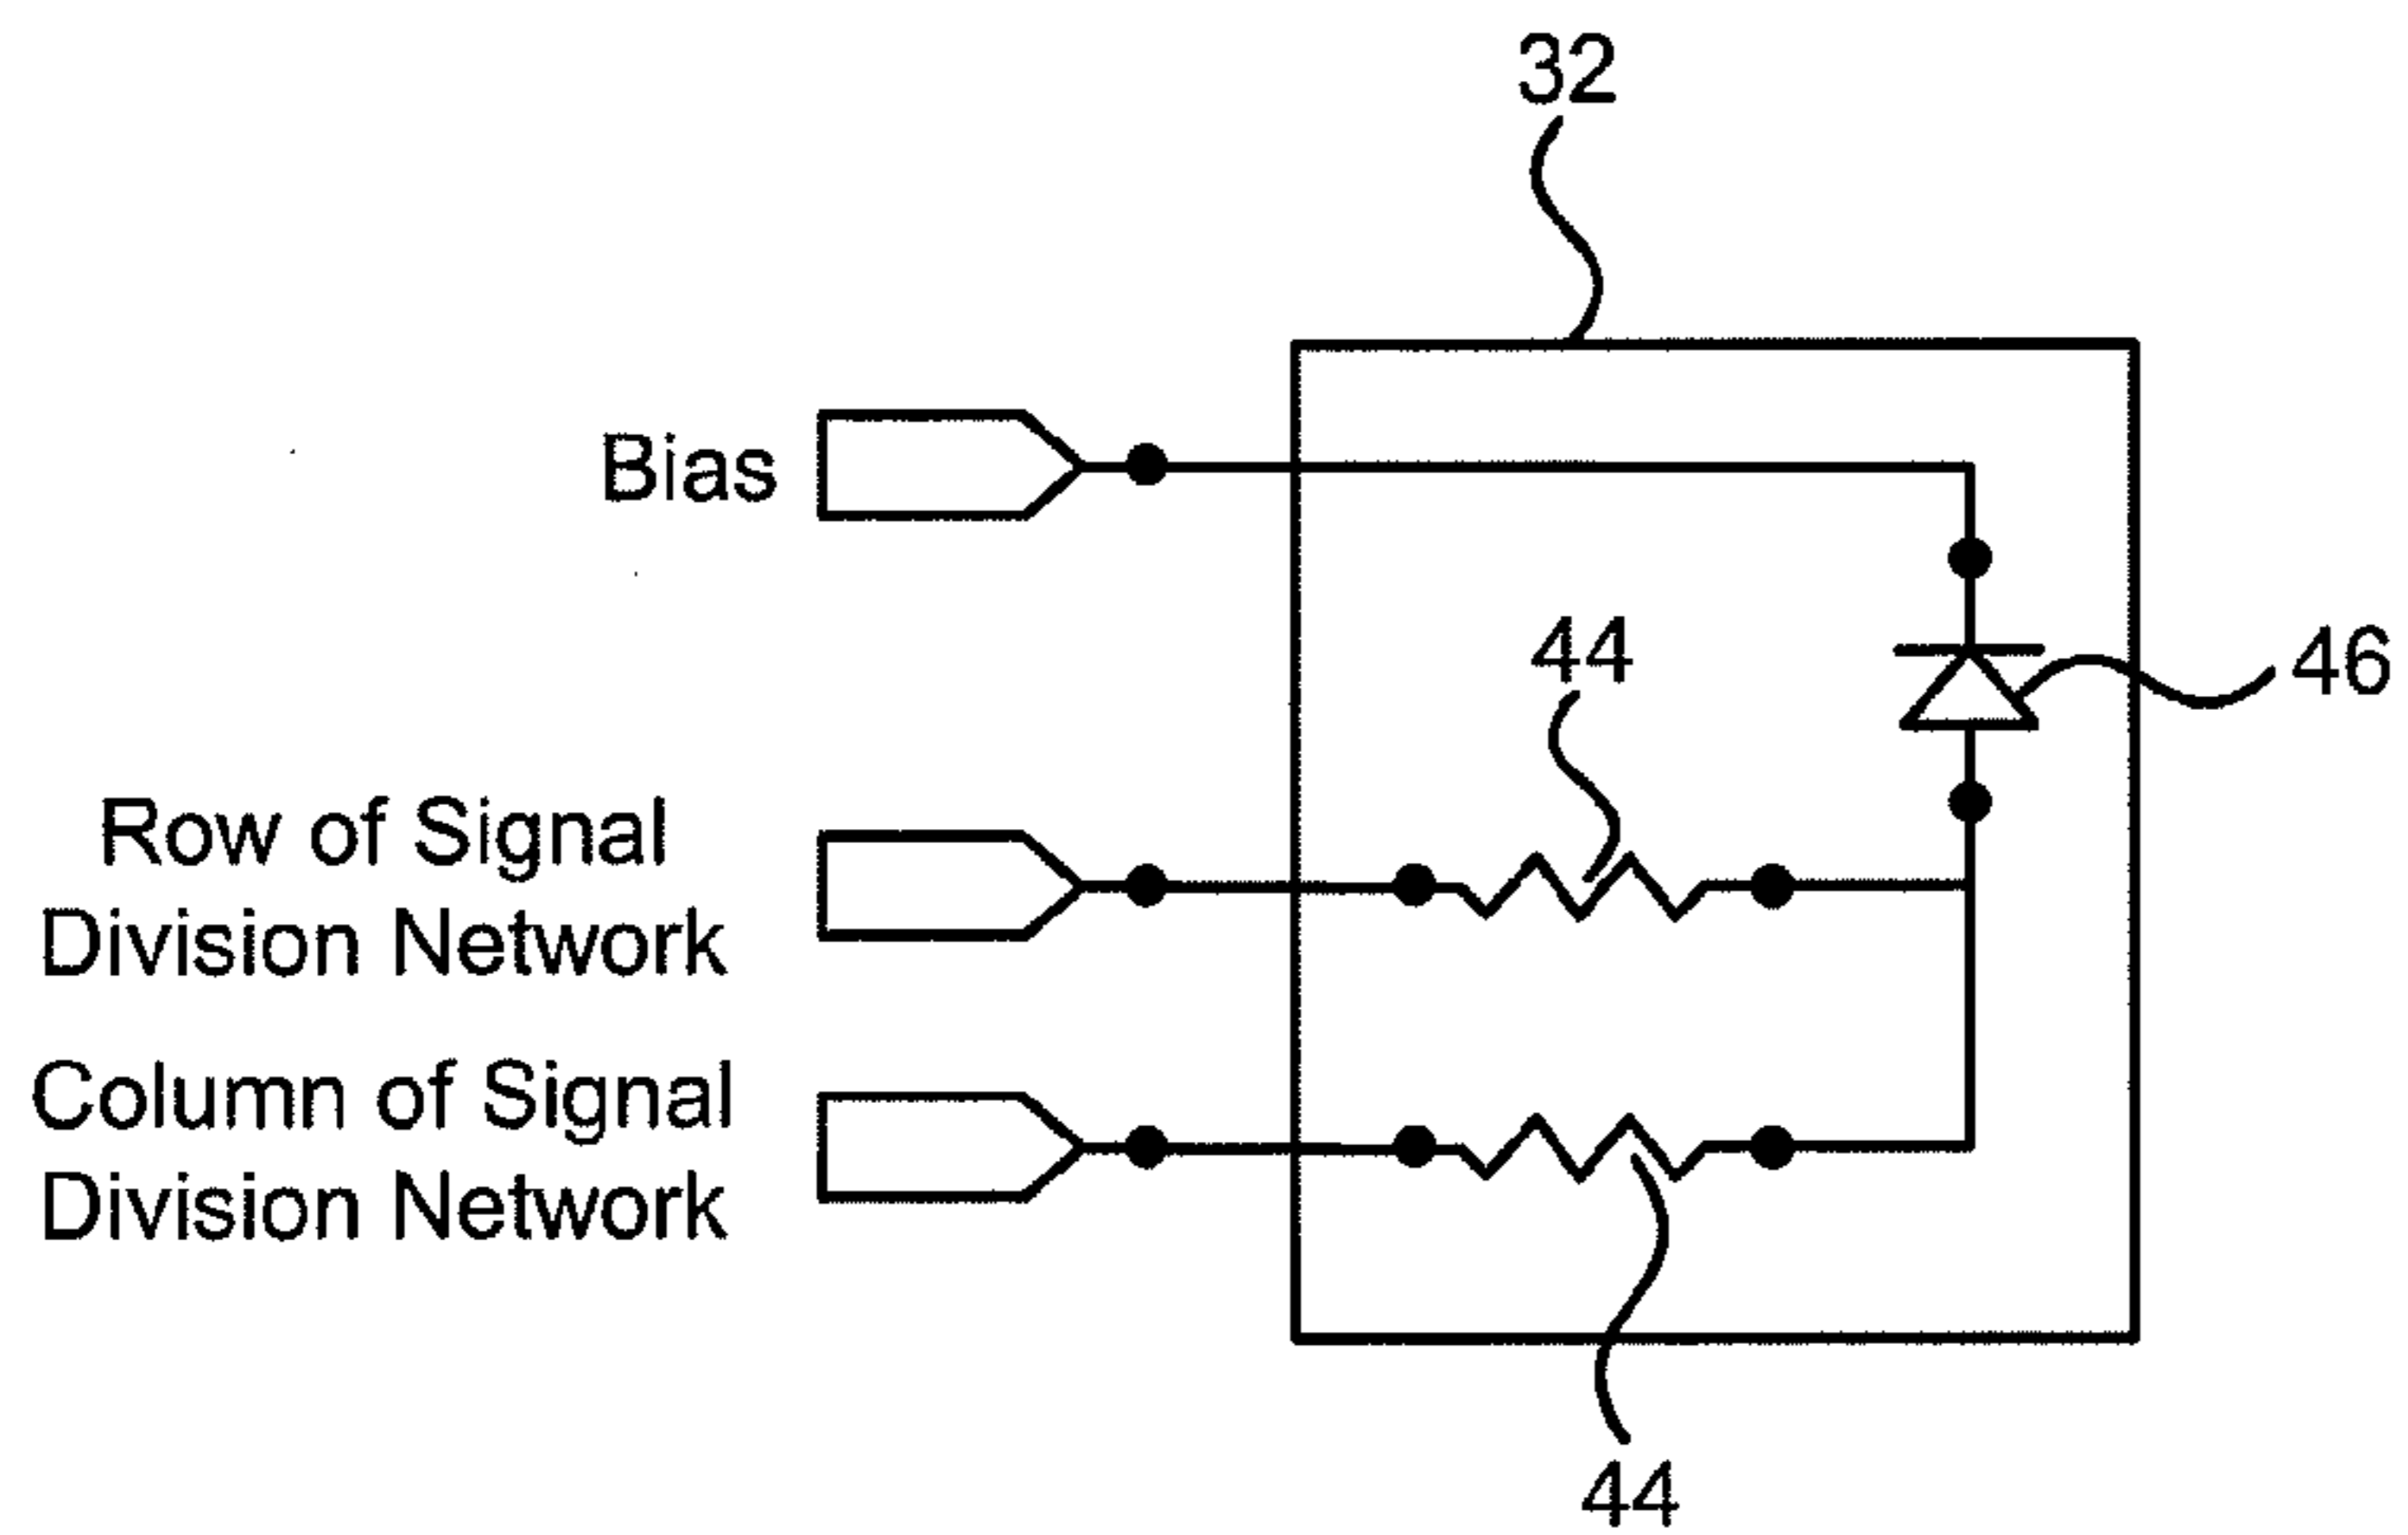 32
Bias
44
46
Row of Signal
Division Network
Column of Signal
Division Network
44